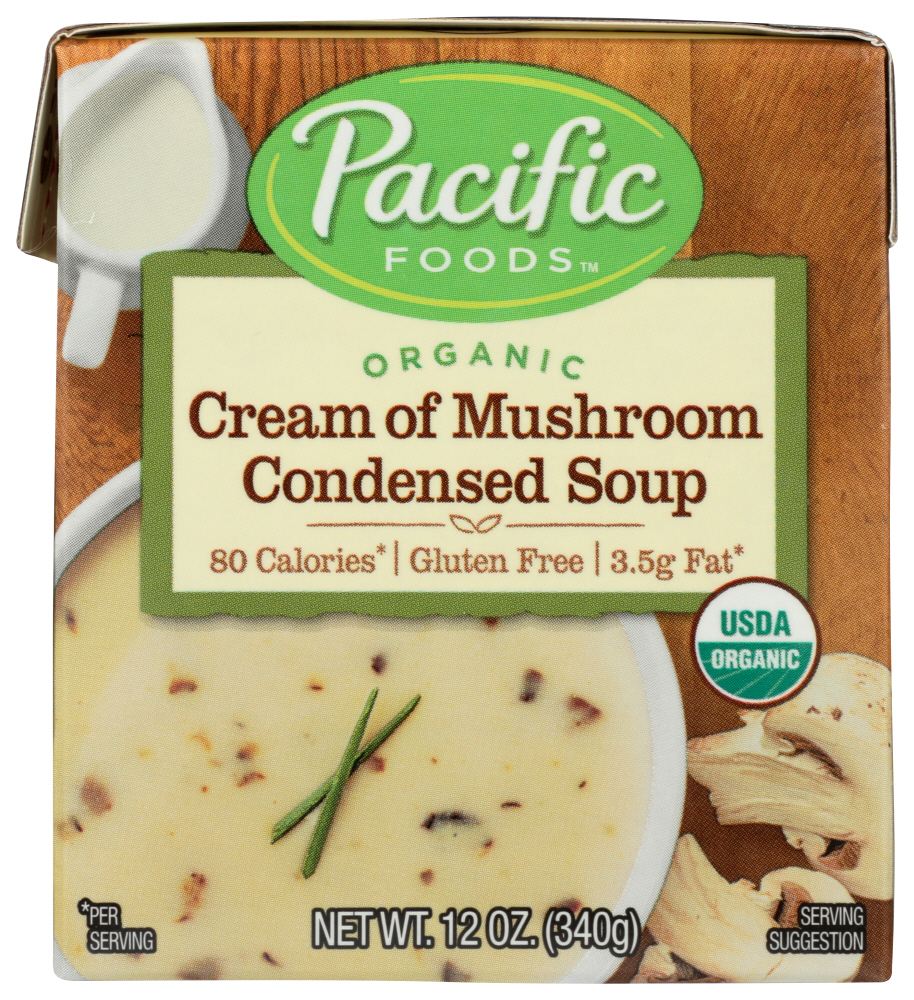 Pacific
FOODS™
ORGANIC
Cream of Mushroom
Condensed Soup
80 Calories* | Gluten Free | 3.5g Fat*
USDA
ORGANIC
*PER
SERVING
NET WT. 12 OZ. (340g)
SERVING
SUGGESTION